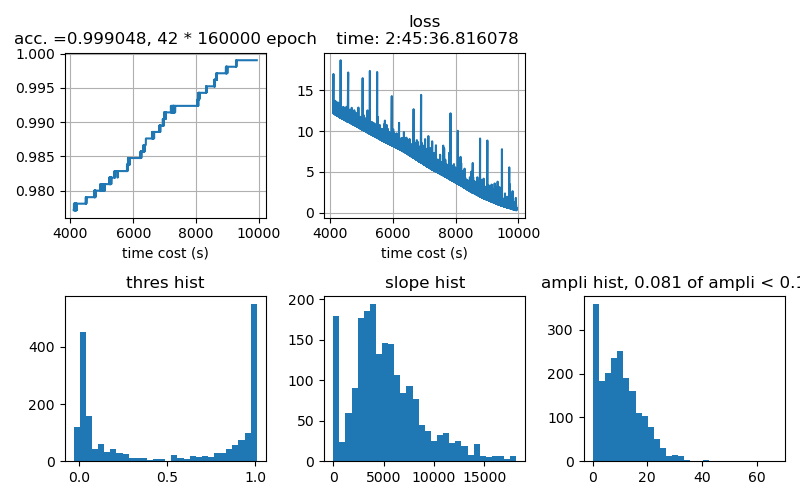 acc. =0.999048, 42 * 160000 epoch
1.000
0.995
0.990
0.985
0.980
4000 6000 8000 10000
time cost (s)
loss
time: 2:45:36.816078
15
10
5
0
4000 6000 8000 10000
time cost (s)
thres hist
400
200
0
0.0 0.5 1.0
slope hist
200
150
100
50
0
0 5000 10000 15000
ampli hist, 0.081 of ampli < 0.1
300
200
100
0
0 20 40 60